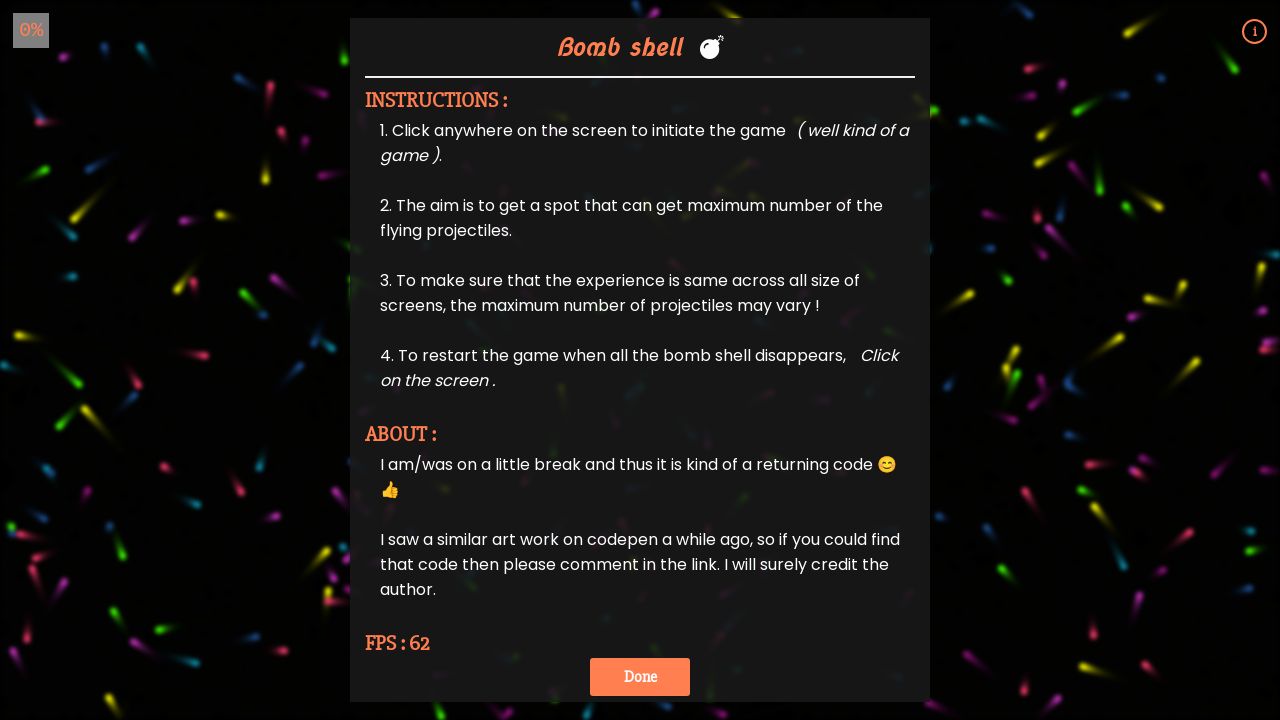 0%
i
Bomb shell 💣
INSTRUCTIONS :
1. Click anywhere on the screen to initiate the game ( well kind of a
game ).
2. The aim is to get a spot that can get maximum number of the
flying projectiles.
3. To make sure that the experience is same across all size of
screens, the maximum number of projectiles may vary !
4. To restart the game when all the bomb shell disappears, Click
on the screen .
ABOUT :
I am/was on a little break and thus it is kind of a returning code 😊
👍
I saw a similar art work on codepen a while ago, so if you could find
that code then please comment in the link. I will surely credit the
author.
FPS : 62
Done